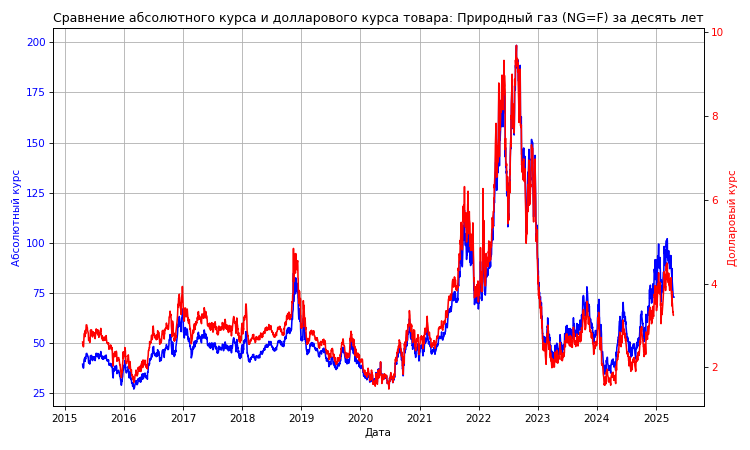 Сравнение абсолютного курса и долларового курса товара: Природный газ (NG=F) за десять лет
200
175
150
125
100
75
50
25
Абсолютный курс
10
8
6
4
2
Долларовый курс
2015 2016 2017 2018 2019 2020 2021 2022 2023 2024 2025
Дата